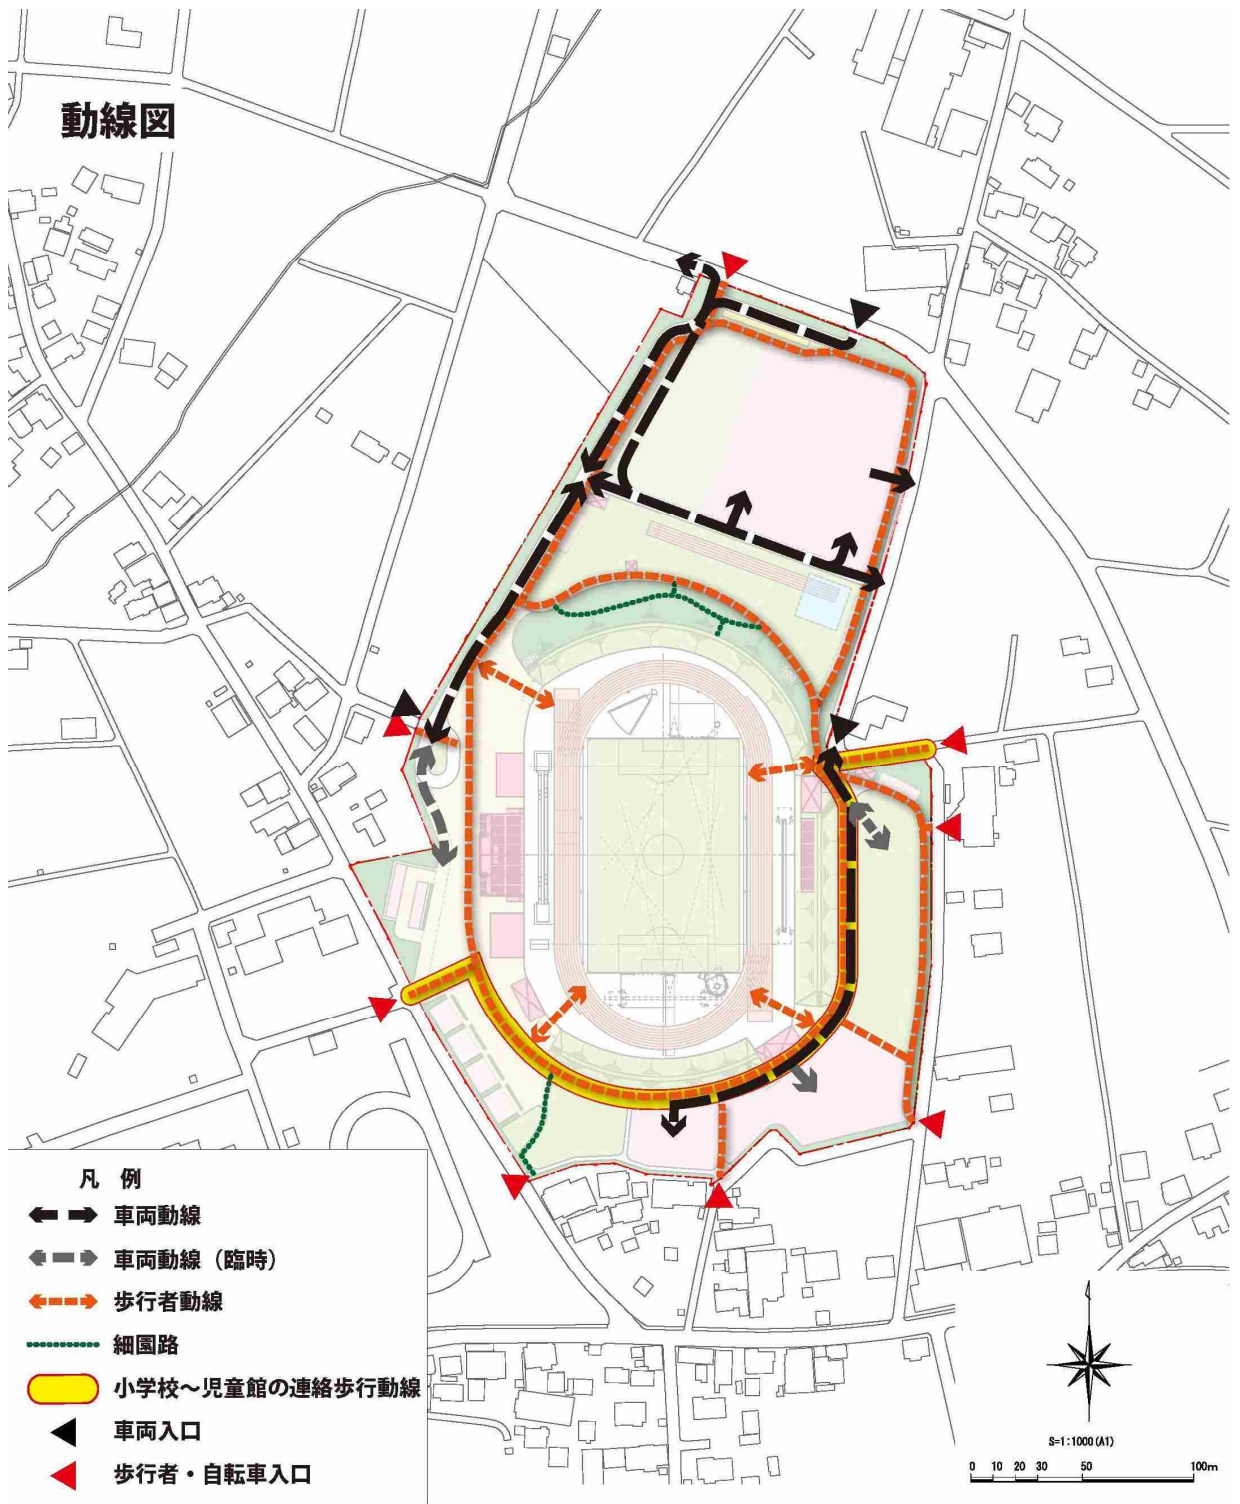 動線図
凡 例
車両動線
車両動線（臨時）
歩行者動線
細園路
小学校～児童館の連絡歩行動線
車両入口
歩行者・自転車入口
S=1:1000(A1)
0 10 20 30 50 100m